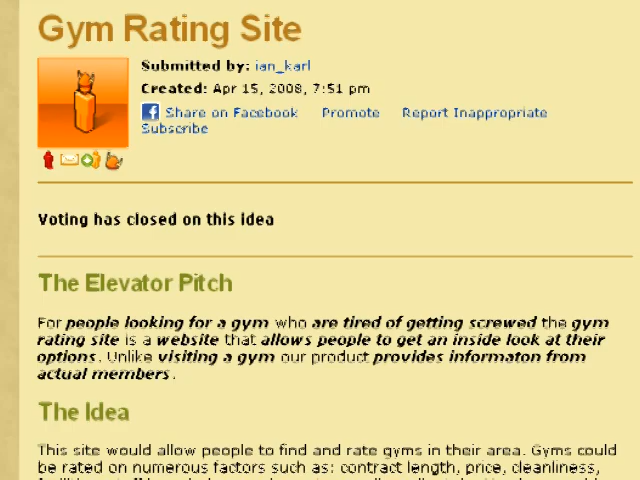 Gym Rating Site
Submitted by: ian_karl
Created: Apr 15, 2008, 7:51 pm
Share on Facebook Promote Report Inappropriate
Subscribe
Voting has closed on this idea
The Elevator Pitch
For people looking for a gym who are tired of getting screwed the gym
rating site is a website that allows people to get an inside look at their
options. Unlike visiting a gym our product provides informaton from
actual members.
The Idea
This site would allow people to find and rate gyms in their area. Gyms could
be rated on numerous factors such as: contract length, price, cleanliness,